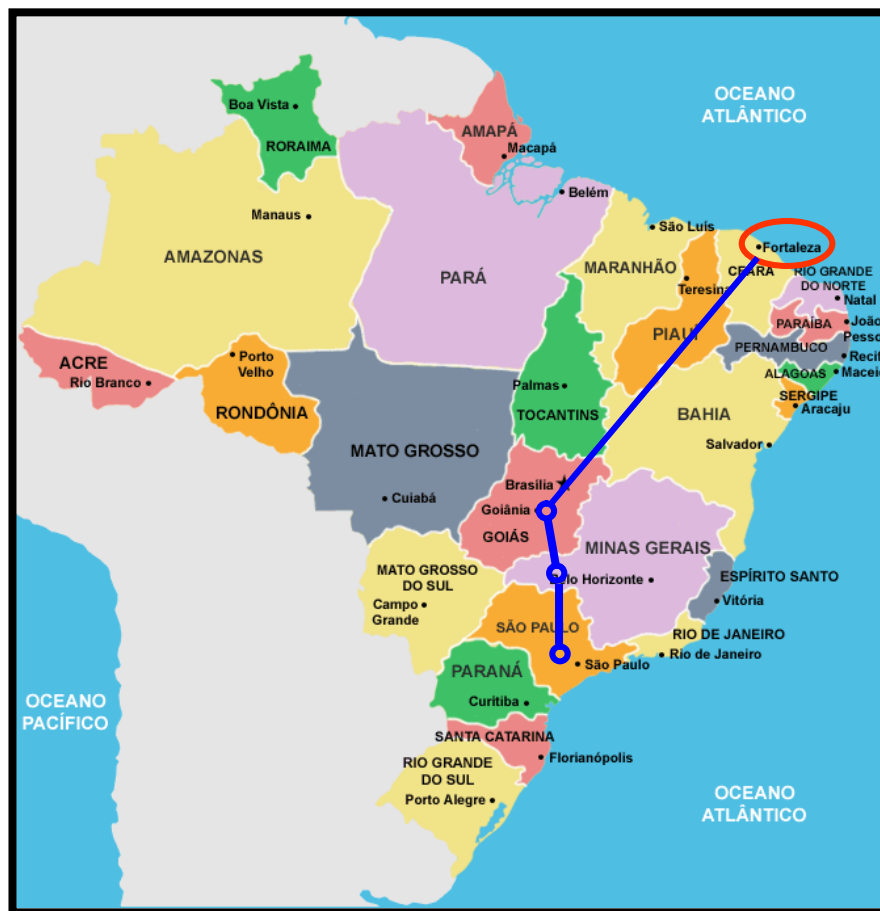 OCEANO
ATLÂNTICO
Boa Vista
RORAIMA
AMAPÁ
Macapá
Belém
Manaus
AMAZONAS
PARÁ
São Luís
MARANHÃO
Fortaleza
CEARÁ
Teresina
RIO GRANDE
DO NORTE
Natal
PIAUÍ
PARAÍBA
João
Pesso
PERNAMBUCO
Recif
ALAGOAS
Maceió
ACRE
Rio Branco
Porto
Velho
RONDÔNIA
Palmas
TOCANTINS
SERGIPE
Aracaju
BAHIA
Salvador
MATO GROSSO
Cuiabá
Brasília
Goiânia
GOIÁS
MINAS GERAIS
Belo Horizonte
ESPÍRITO SANTO
Vitória
MATO GROSSO
DO SUL
Campo
Grande
SÃO PAULO
São Paulo
RIO DE JANEIRO
Rio de Janeiro
PARANÁ
Curitiba
OCEANO
PACÍFICO
SANTA CATARINA
Florianópolis
RIO GRANDE
DO SUL
Porto Alegre
OCEANO
ATLÂNTICO